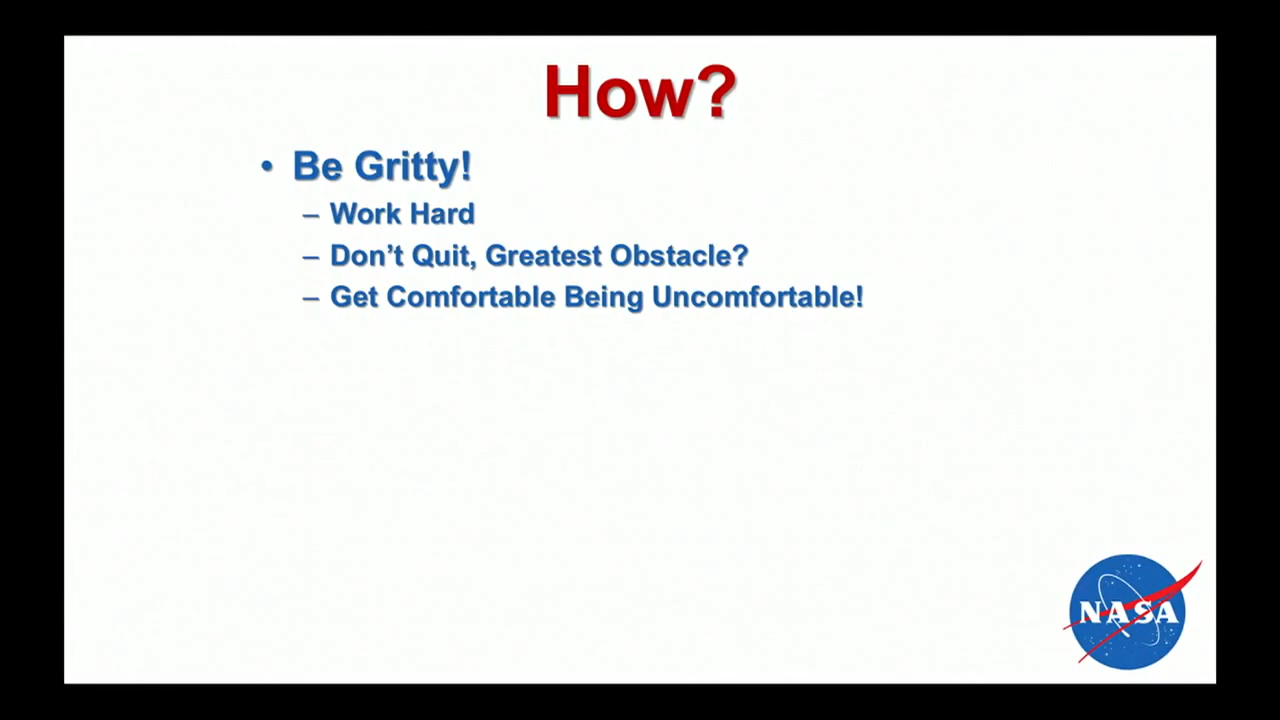 How?
• Be Gritty!
– Work Hard
– Don’t Quit, Greatest Obstacle?
– Get Comfortable Being Uncomfortable!
NASA